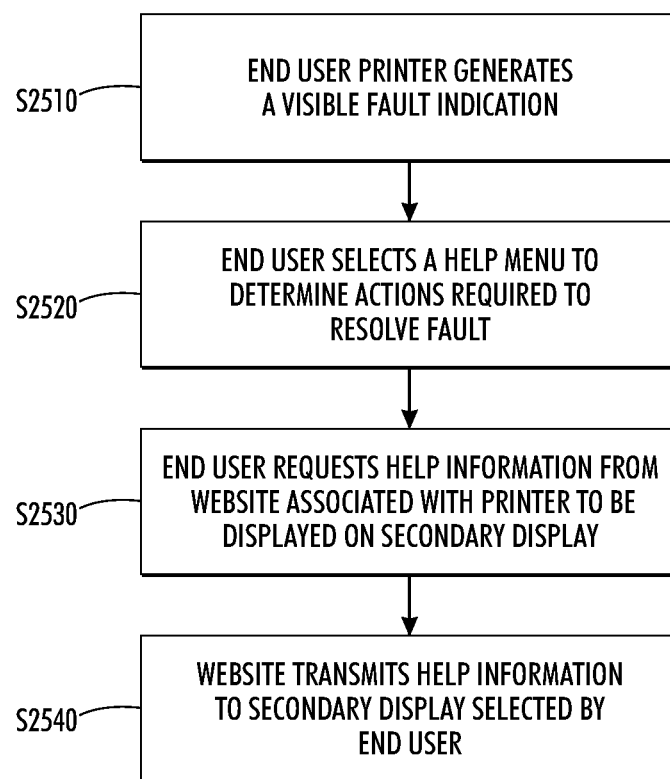 S2510
END USER PRINTER GENERATES
A VISIBLE FAULT INDICATION
S2520
END USER SELECTS A HELP MENU TO
DETERMINE ACTIONS REQUIRED TO
RESOLVE FAULT
S2530
END USER REQUESTS HELP INFORMATION FROM
WEBSITE ASSOCIATED WITH PRINTER TO BE
DISPLAYED ON SECONDARY DISPLAY
S2540
WEBSITE TRANSMITS HELP INFORMATION
TO SECONDARY DISPLAY SELECTED BY
END USER